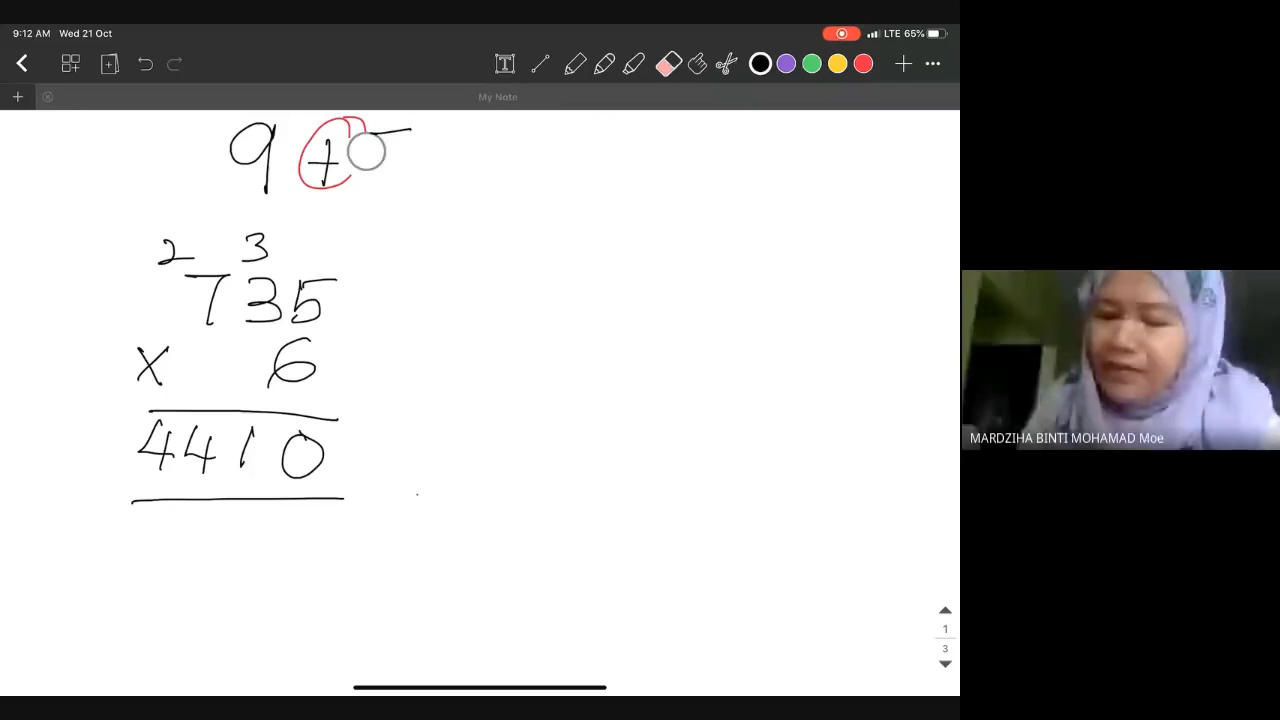 9:12 AM Wed 21 Oct
LTE 65%
My Note
9 +
2 3
735
x 6
4410
1
3
MARDZIHA BINTI MOHAMAD Moe